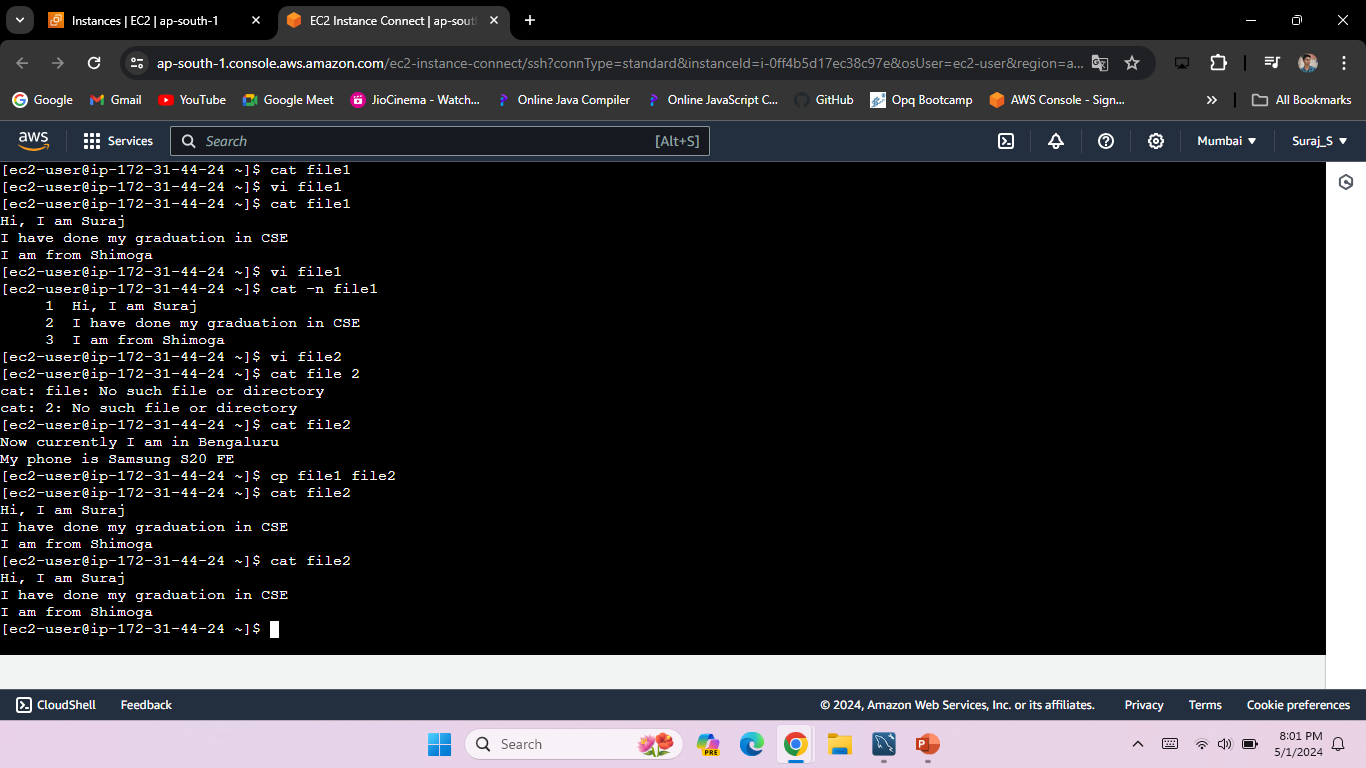 Instances | EC2 | ap-south-1
EC2 Instance Connect | ap-sout
ap-south-1.console.aws.amazon.com/ec2-instance-connect/ssh?connType=standard&instanceId=i-0ff4b5d17ec38c97e&osUser=ec2-user&region=a...
Google Gmail YouTube Google Meet JioCinema - Watch... Online Java Compiler Online JavaScript C... GitHub Opq Bootcamp AWS Console - Sign... » All Bookmarks
aws Services Search [Alt+S] Mumbai Suraj_S
[ec2-user@ip-172-31-44-24 ~]$ cat file1
[ec2-user@ip-172-31-44-24 ~]$ vi file1
[ec2-user@ip-172-31-44-24 ~]$ cat file1
Hi, I am Suraj
I have done my graduation in CSE
I am from Shimoga
[ec2-user@ip-172-31-44-24 ~]$ vi file1
[ec2-user@ip-172-31-44-24 ~]$ cat -n file1
1 Hi, I am Suraj
2 I have done my graduation in CSE
3 I am from Shimoga
[ec2-user@ip-172-31-44-24 ~]$ vi file2
[ec2-user@ip-172-31-44-24 ~]$ cat file 2
cat: file: No such file or directory
cat: 2: No such file or directory
[ec2-user@ip-172-31-44-24 ~]$ cat file2
Now currently I am in Bengaluru
My phone is Samsung S20 FE
[ec2-user@ip-172-31-44-24 ~]$ cp file1 file2
[ec2-user@ip-172-31-44-24 ~]$ cat file2
Hi, I am Suraj
I have done my graduation in CSE
I am from Shimoga
[ec2-user@ip-172-31-44-24 ~]$ cat file2
Hi, I am Suraj
I have done my graduation in CSE
I am from Shimoga
[ec2-user@ip-172-31-44-24 ~]$
CloudShell Feedback © 2024, Amazon Web Services, Inc. or its affiliates. Privacy Terms Cookie preferences
Search PRE 8:01 PM
5/1/2024